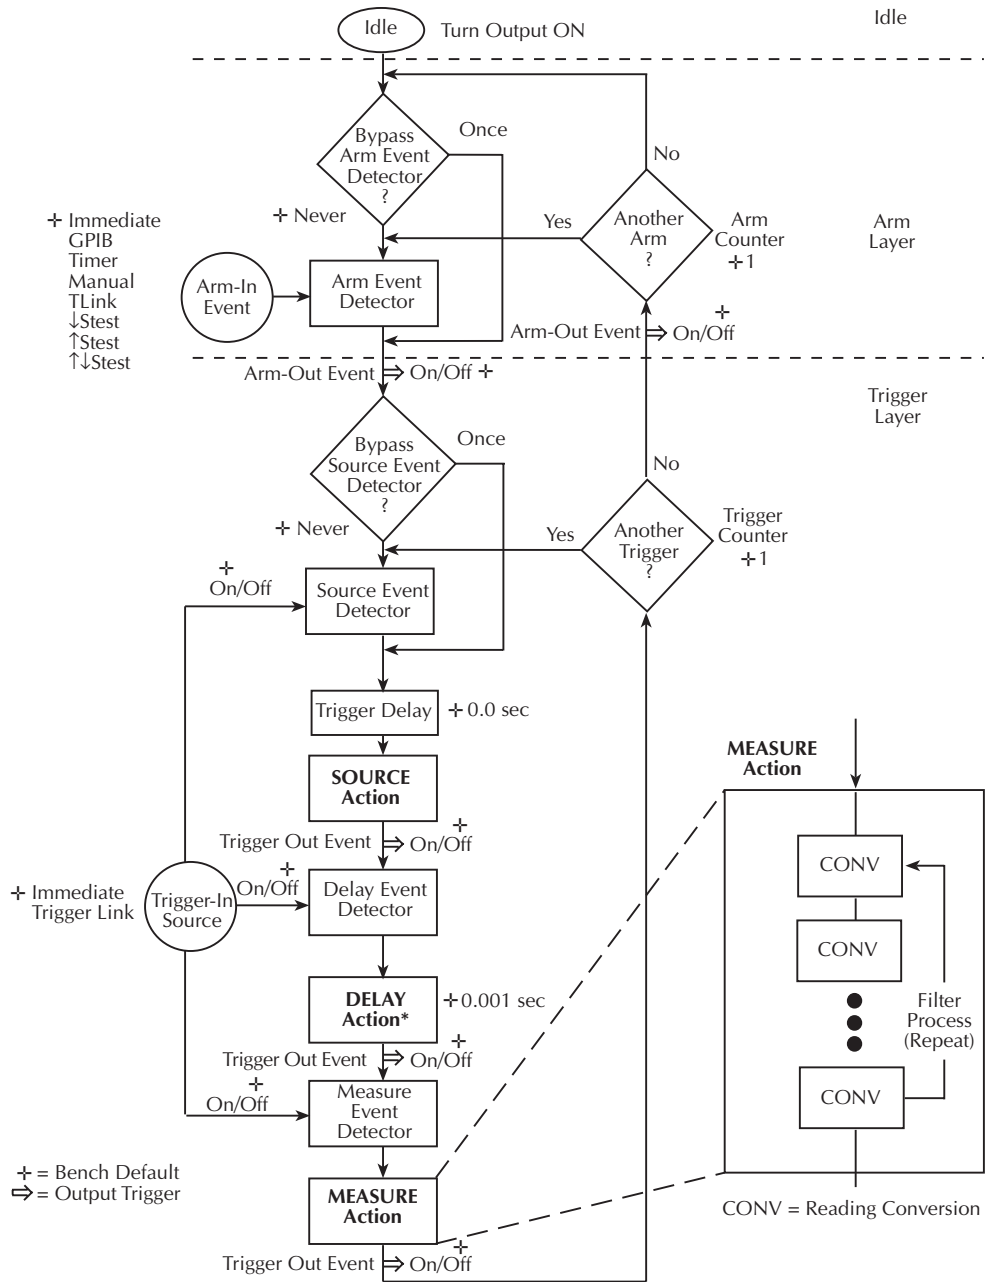 Idle
Turn Output ON
Idle
Bypass
Arm Event
Detector
?
Once
✛ Never
No
Yes
Another
Arm
?
Arm
Counter
✛ 1
Arm
Layer
✛ Immediate
GPIB
Timer
Manual
TLink
↓Stest
↑Stest
↑↓Stest
Arm-In
Event
Arm Event
Detector
✛
Arm-Out Event ⇒ On/Off
Arm-Out Event ⇒ On/Off ✛
Trigger
Layer
Bypass
Source Event
Detector
?
Once
✛ Never
No
Yes
Another
Trigger
?
Trigger
Counter
✛ 1
✛
On/Off
Source Event
Detector
Trigger Delay
✛ 0.0 sec
SOURCE
Action
✛
Trigger Out Event ⇒ On/Off
✛ Immediate
Trigger Link
Trigger-In
Source
✛
On/Off
Delay Event
Detector
DELAY
Action*
✛ 0.001 sec
✛
Trigger Out Event ⇒ On/Off
✛
On/Off
Measure
Event
Detector
MEASURE
Action
✛
Trigger Out Event ⇒ On/Off
✛ = Bench Default
⇒ = Output Trigger
MEASURE
Action
CONV
CONV
CONV
Filter
Process
(Repeat)
CONV = Reading Conversion